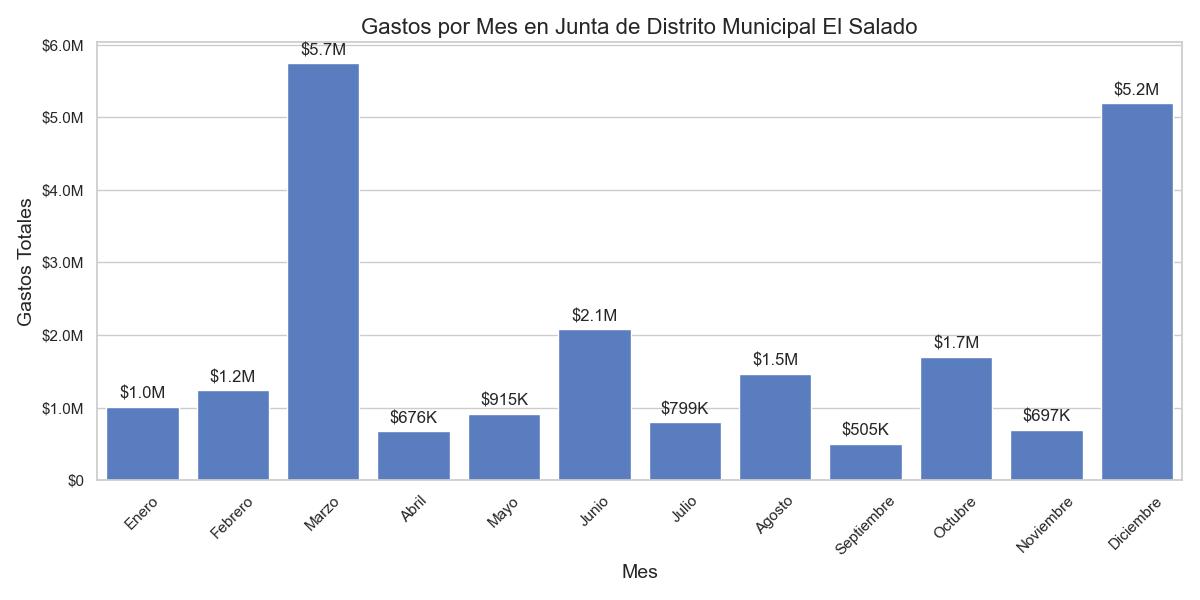 Gastos por Mes en Junta de Distrito Municipal El Salado
Gastos Totales
$6.0M
$5.0M
$4.0M
$3.0M
$2.0M
$1.0M
$0
$1.0M
$1.2M
$5.7M
$676K
$915K
$2.1M
$799K
$1.5M
$505K
$1.7M
$697K
$5.2M
Enero
Febrero
Marzo
Abril
Mayo
Junio
Julio
Agosto
Septiembre
Octubre
Noviembre
Diciembre
Mes